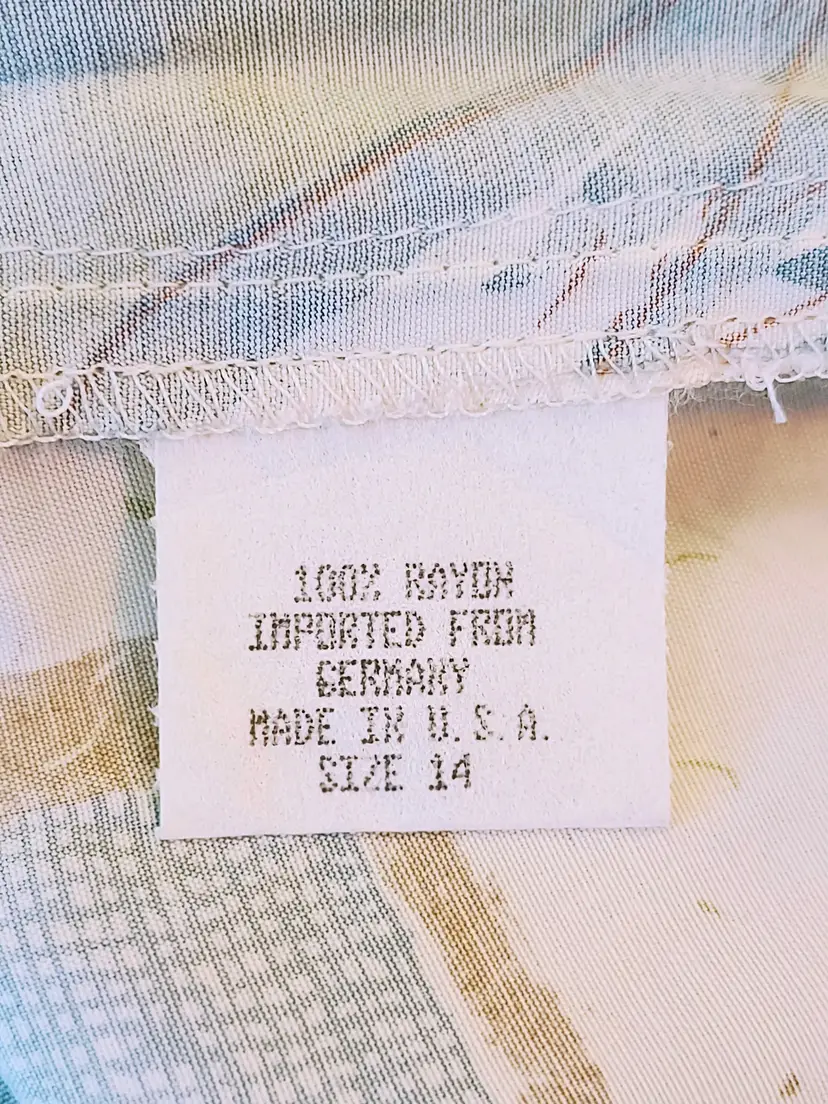 100% RAYON
IMPORTED FROM
GERMANY
MADE IN U.S.A.
SIZE 14